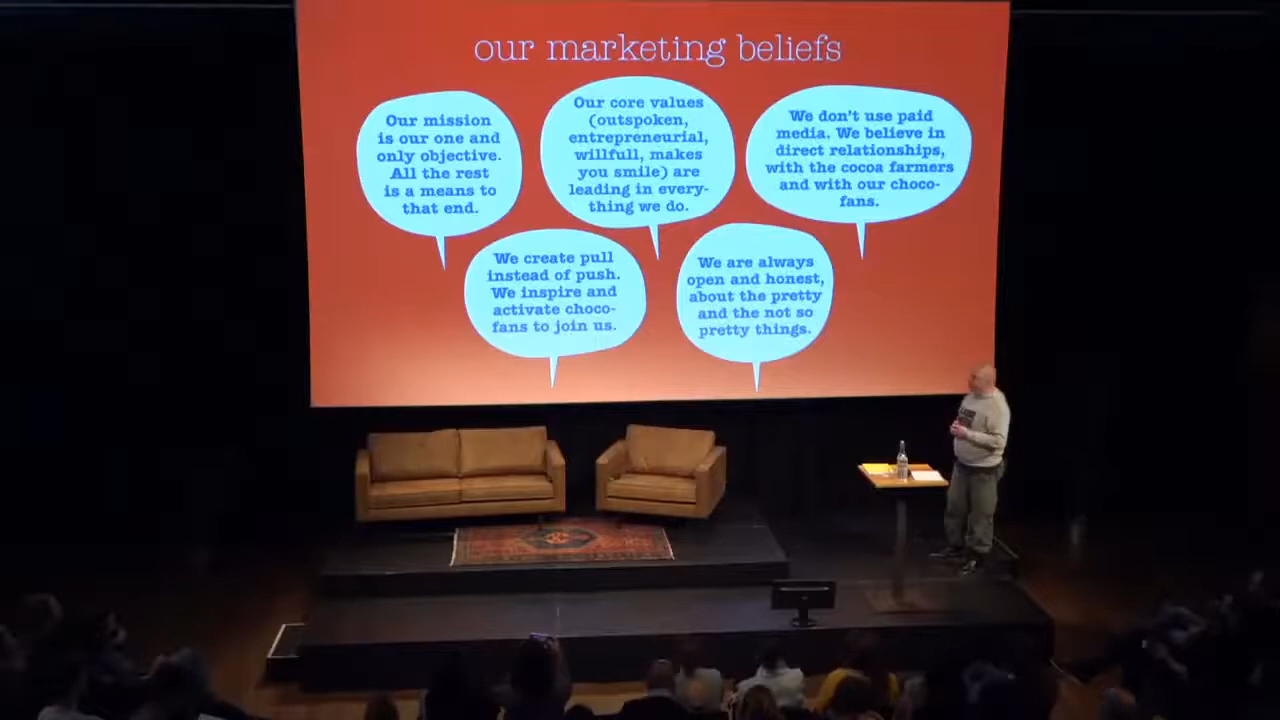 our marketing beliefs
Our mission
is our one and
only objective.
All the rest
is a means to
that end.
Our core values
(outspoken,
entrepreneurial,
willfull, makes
you smile) are
leading in every-
thing we do.
We don't use paid
media. We believe in
direct relationships,
with the cocoa farmers
and with our choco-
fans.
We create pull
instead of push.
We inspire and
activate choco-
fans to join us.
We are always
open and honest,
about the pretty
and the not so
pretty things.